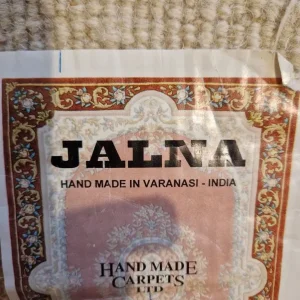 JALNA
HAND MADE IN VARANASI - INDIA
HAND MADE
CARPETS
LTD